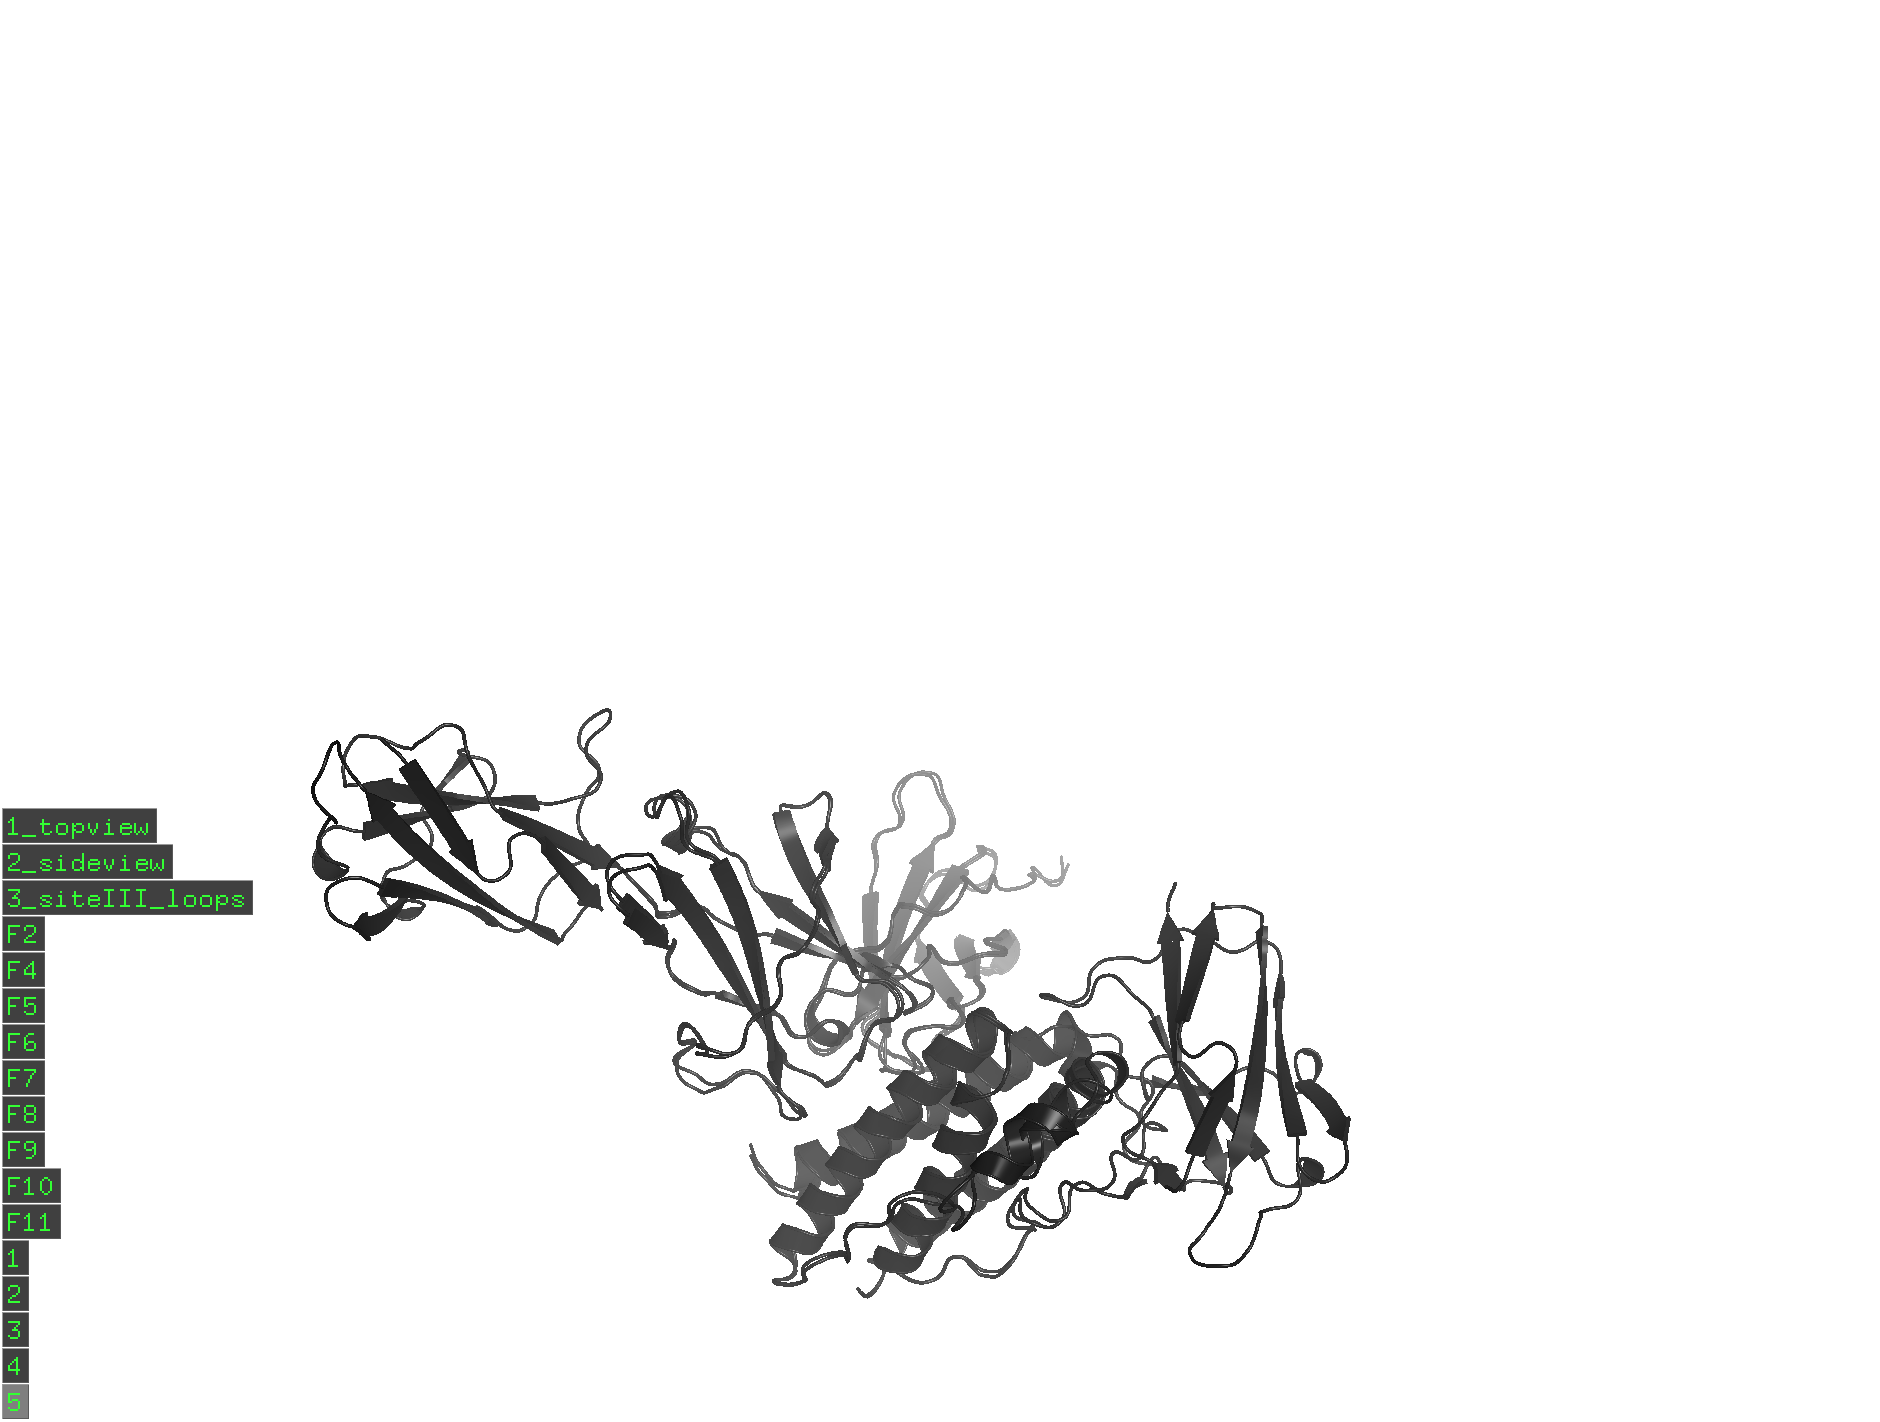 1_topview
2_sideview
3_siteIII_loops
F2
F4
F5
F6
F7
F8
F9
F10
F11
1
2
3
4
5